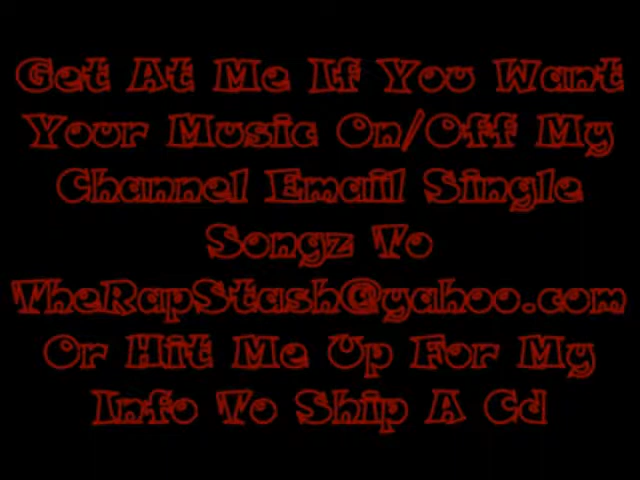 Get At Me If You Want
Your Music On/Off My
Channel Email Single
Songz To
TheRapStash@yahoo.com
Or Hit Me Up For My
Info To Ship A Cd